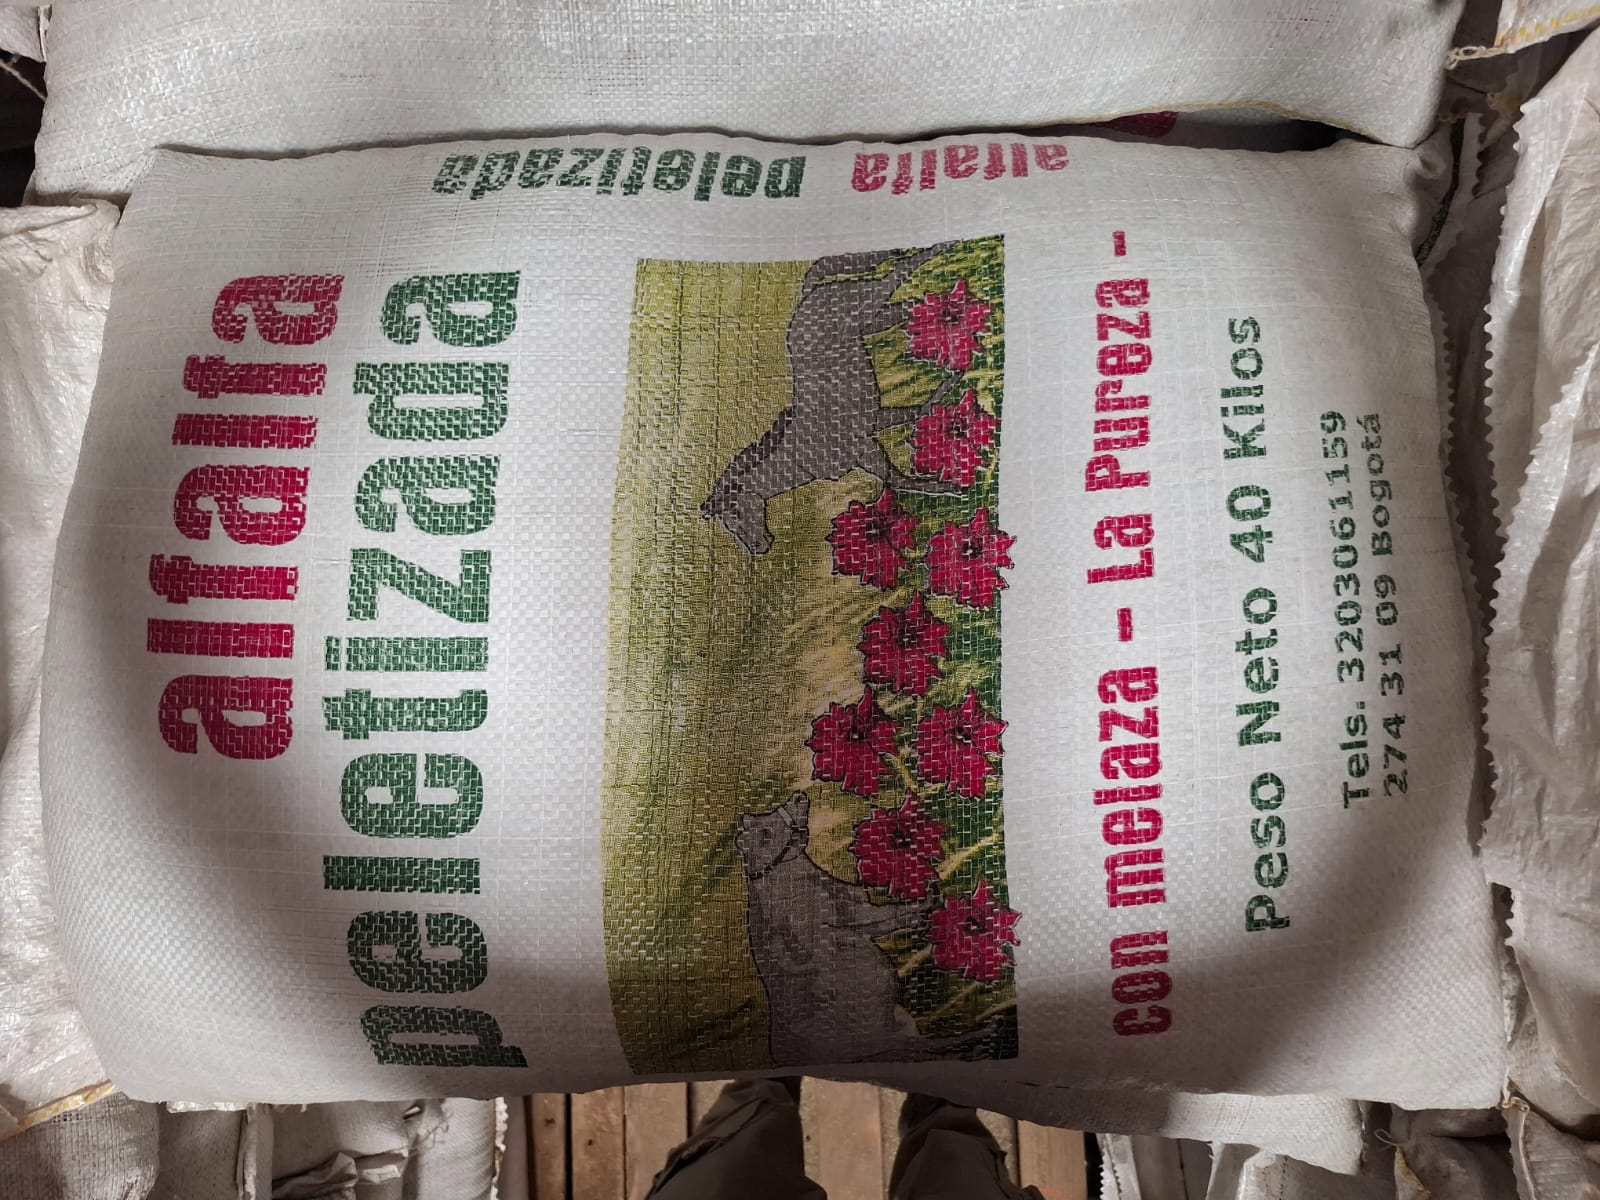 alfalfa
peletizada
con melaza - La Pureza -
Peso Neto 40 Kilos
Tels. 3203061159
274 31 09 Bogotá
alfalfa peletizada